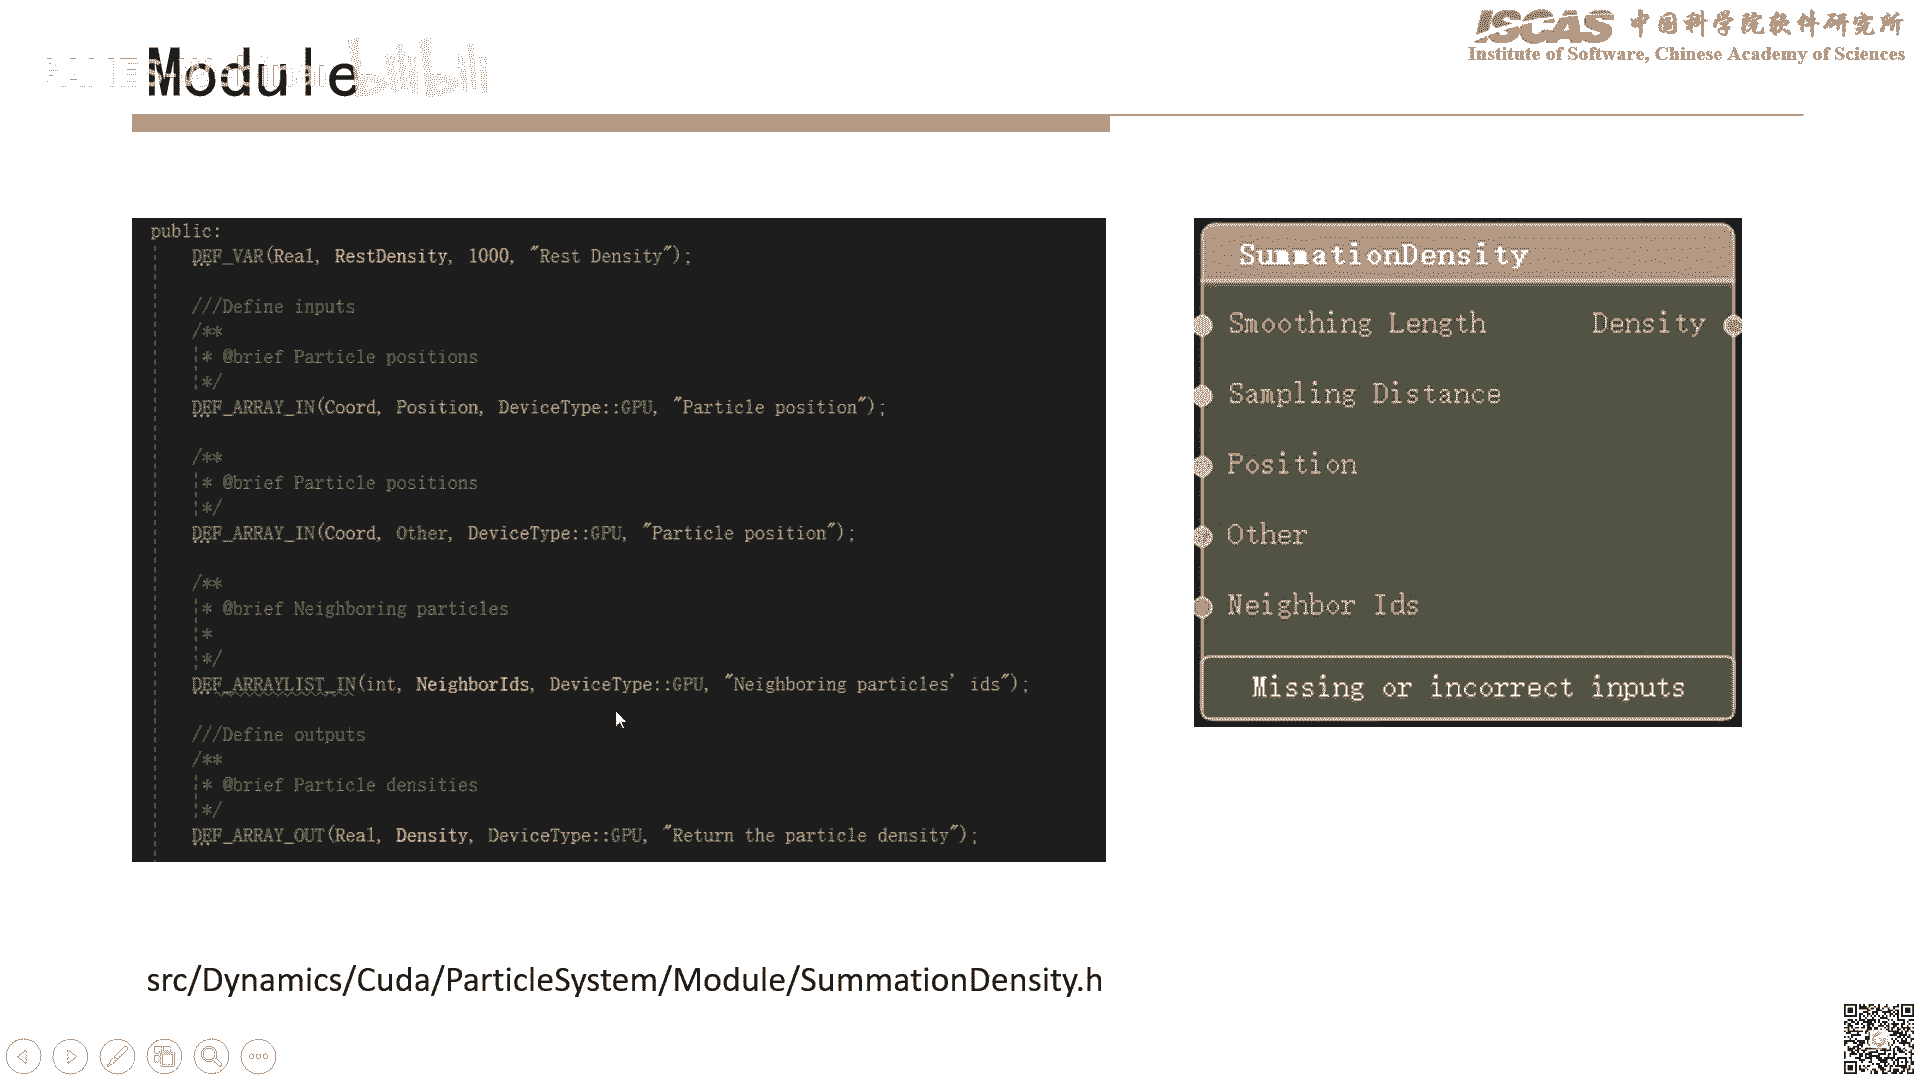 Module
bilibili
ISCAS 中国科学院软件研究所
Institute of Software, Chinese Academy of Sciences
public:
DEF_VAR(Real, RestDensity, 1000, "Rest Density");
///Define inputs
/**
* @brief Particle positions
*/
DEF_ARRAY_IN(Coord, Position, DeviceType::GPU, "Particle position");
/**
* @brief Particle positions
*/
DEF_ARRAY_IN(Coord, Other, DeviceType::GPU, "Particle position");
/**
* @brief Neighboring particles
*
*/
DEF_ARRAYLIST_IN(int, NeighborIds, DeviceType::GPU, "Neighboring particles' ids");
///Define outputs
/**
* @brief Particle densities
*/
DEF_ARRAY_OUT(Real, Density, DeviceType::GPU, "Return the particle density");
SummationDensity
Smoothing Length Density
Sampling Distance
Position
Other
Neighbor Ids
Missing or incorrect inputs
src/Dynamics/Cuda/ParticleSystem/Module/SummationDensity.h